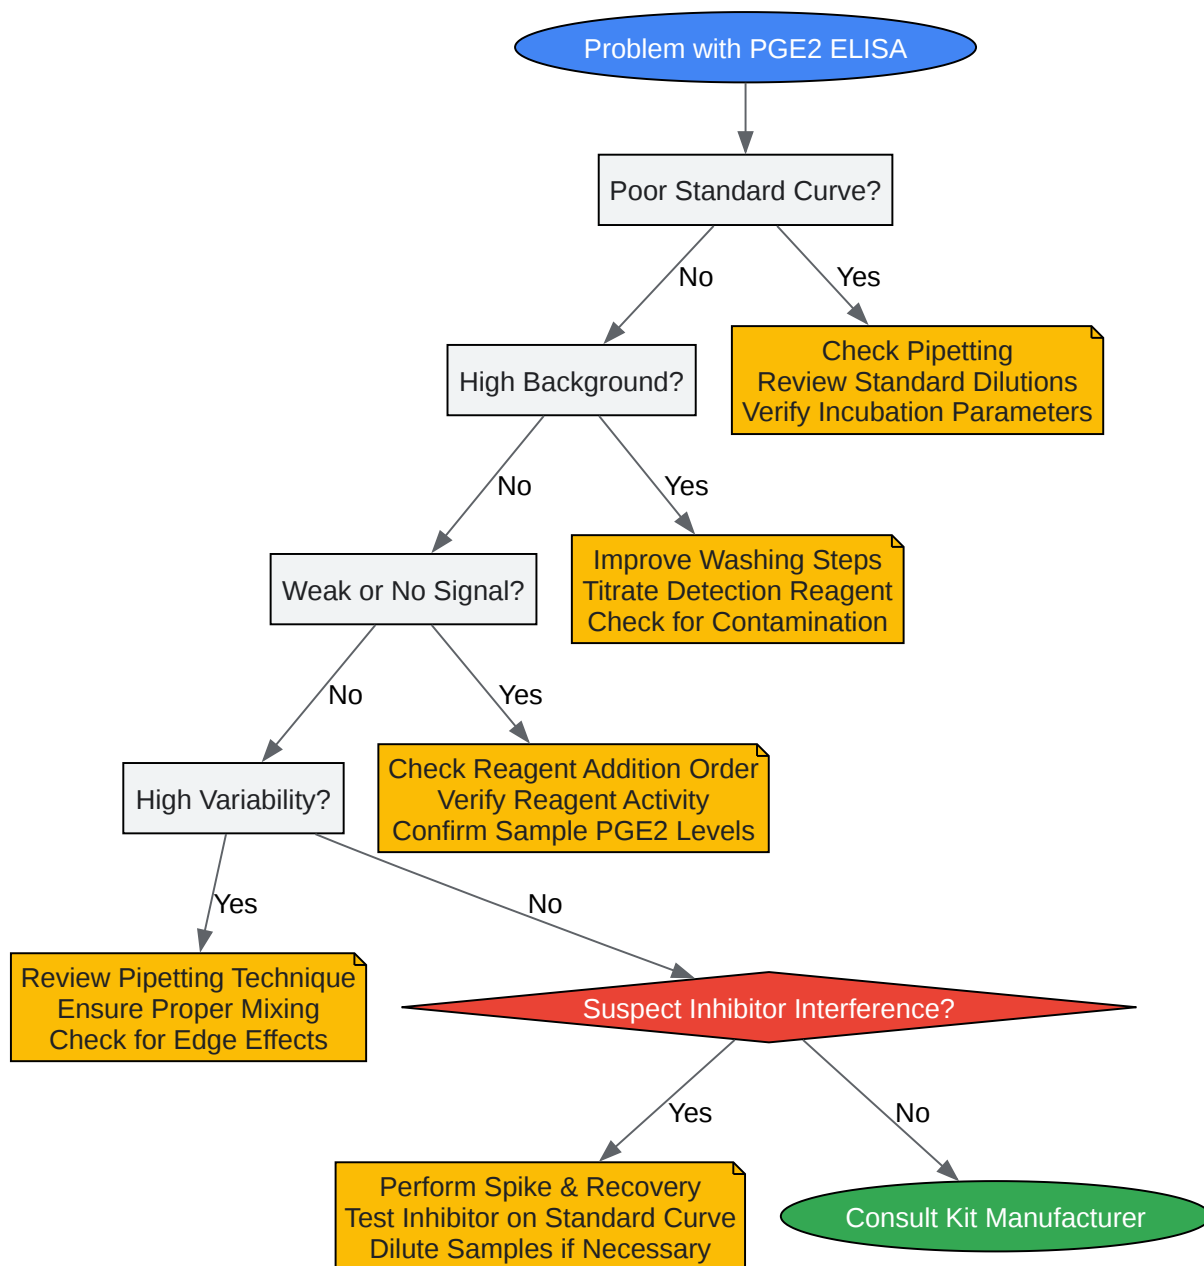 Problem with PGE2 ELISA
Poor Standard Curve?
No
Yes
High Background?
Check Pipetting
Review Standard Dilutions
Verify Incubation Parameters
No
Yes
Weak or No Signal?
Improve Washing Steps
Titrate Detection Reagent
Check for Contamination
No
Yes
High Variability?
Check Reagent Addition Order
Verify Reagent Activity
Confirm Sample PGE2 Levels
Yes
No
Review Pipetting Technique
Ensure Proper Mixing
Check for Edge Effects
Suspect Inhibitor Interference?
Yes
No
Perform Spike & Recovery
Test Inhibitor on Standard Curve
Dilute Samples if Necessary
Consult Kit Manufacturer